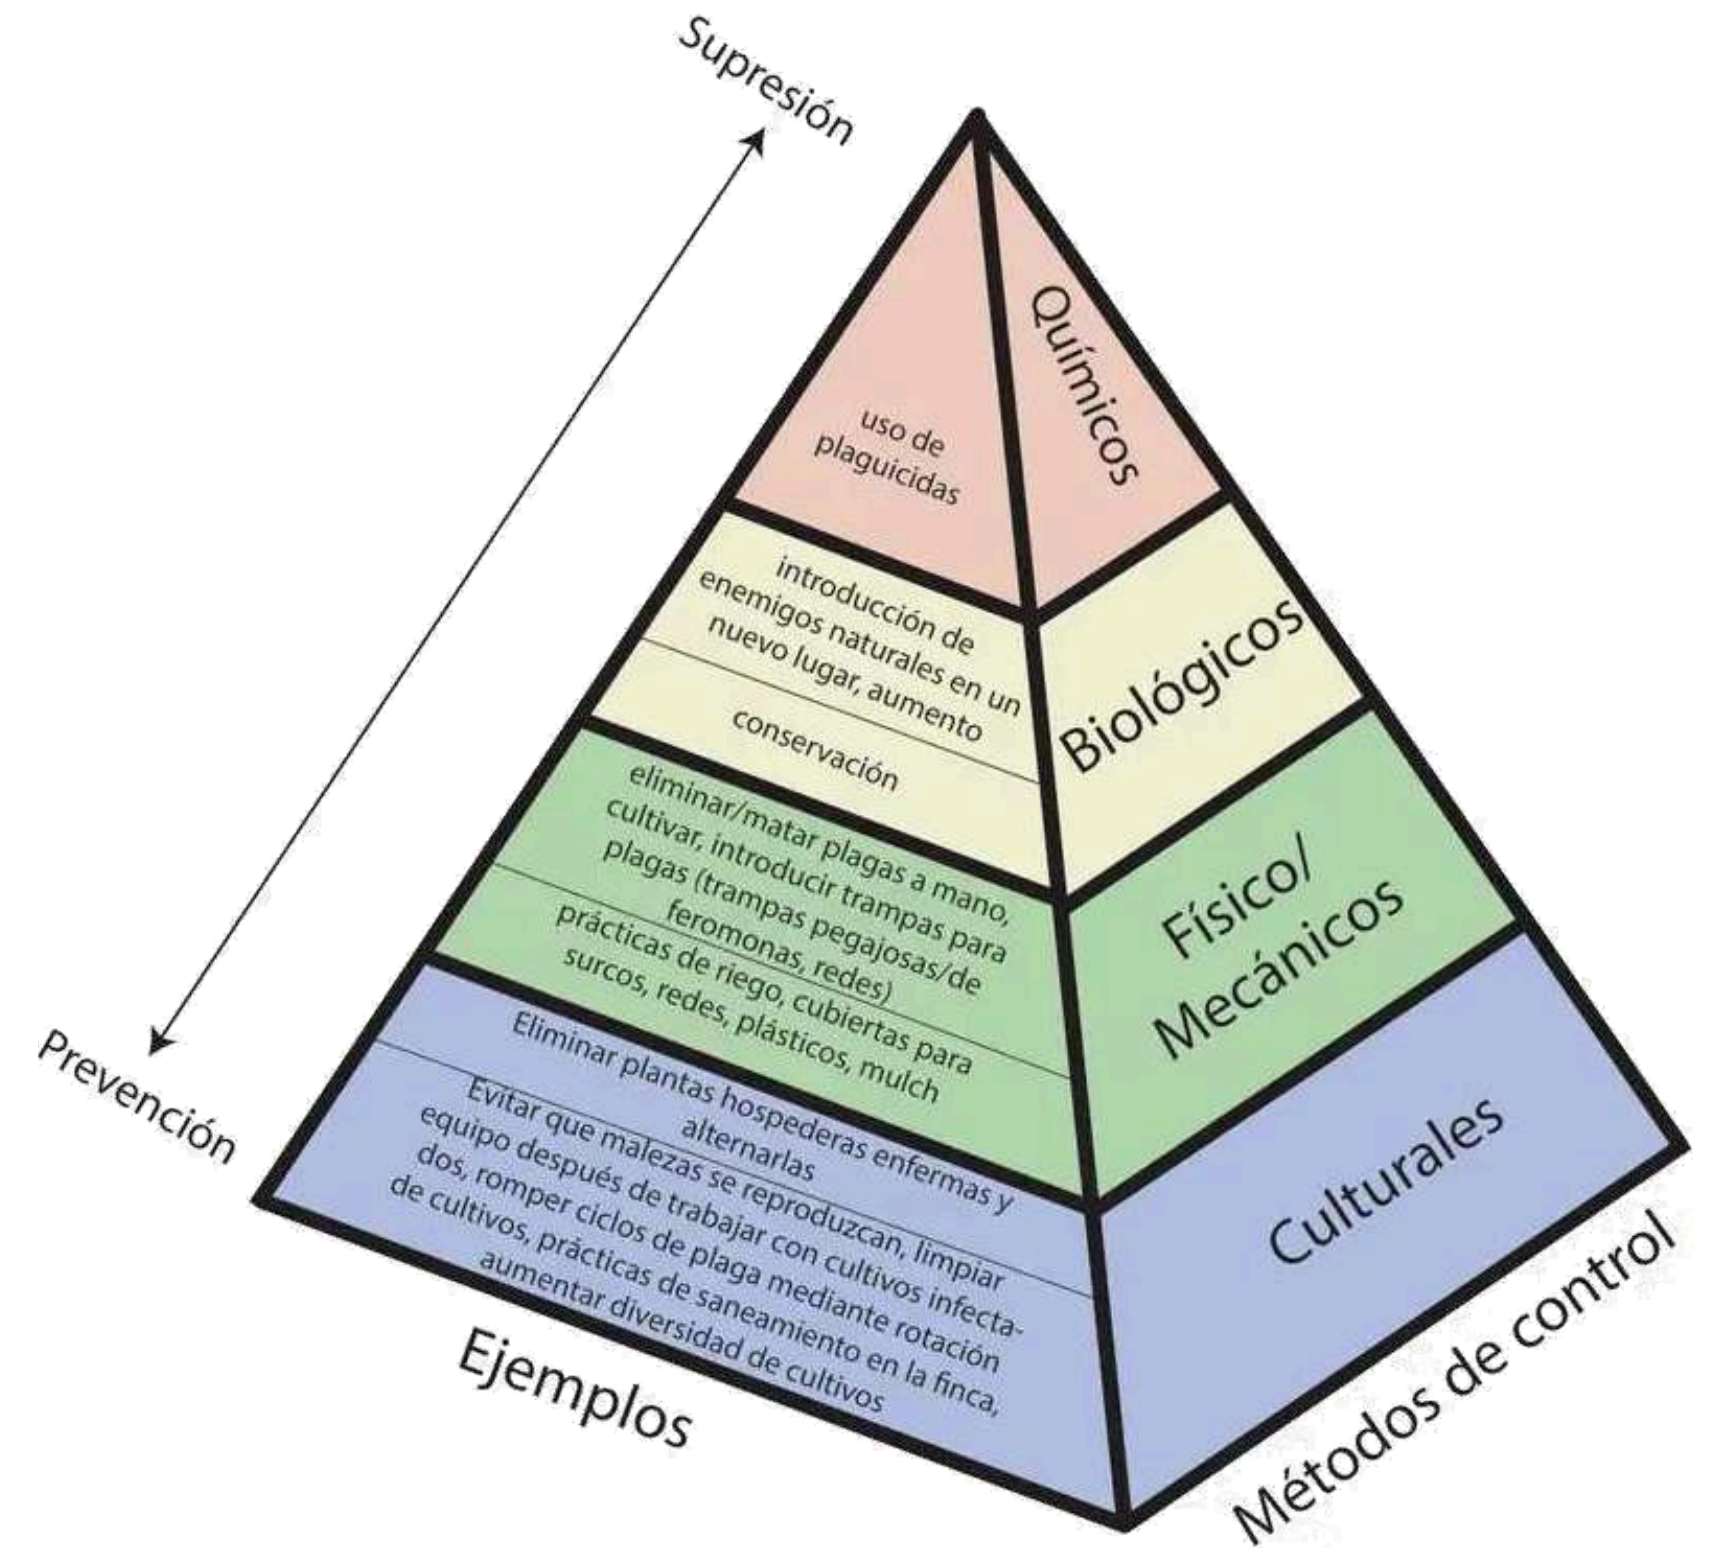 Supresión
Químicos
uso de
plaguicidas
introducción de
enemigos naturales en un
nuevo lugar, aumento
conservación
Biológicos
eliminar/matar plagas a mano,
cultivar, introducir trampas para
plagas (trampas pegajosas/de
feromonas, redes)
prácticas de riego, cubiertas para
surcos, redes, plásticos, mulch
Físico/
Mecánicos
Eliminar plantas hospederas enfermas y
alternarlas
Evitar que malezas se reproduzcan, limpiar
equipo después de trabajar con cultivos infecta-
dos, romper ciclos de plaga mediante rotación
de cultivos, prácticas de saneamiento en la finca,
aumentar diversidad de cultivos
Culturales
Prevención
Ejemplos
Métodos de control